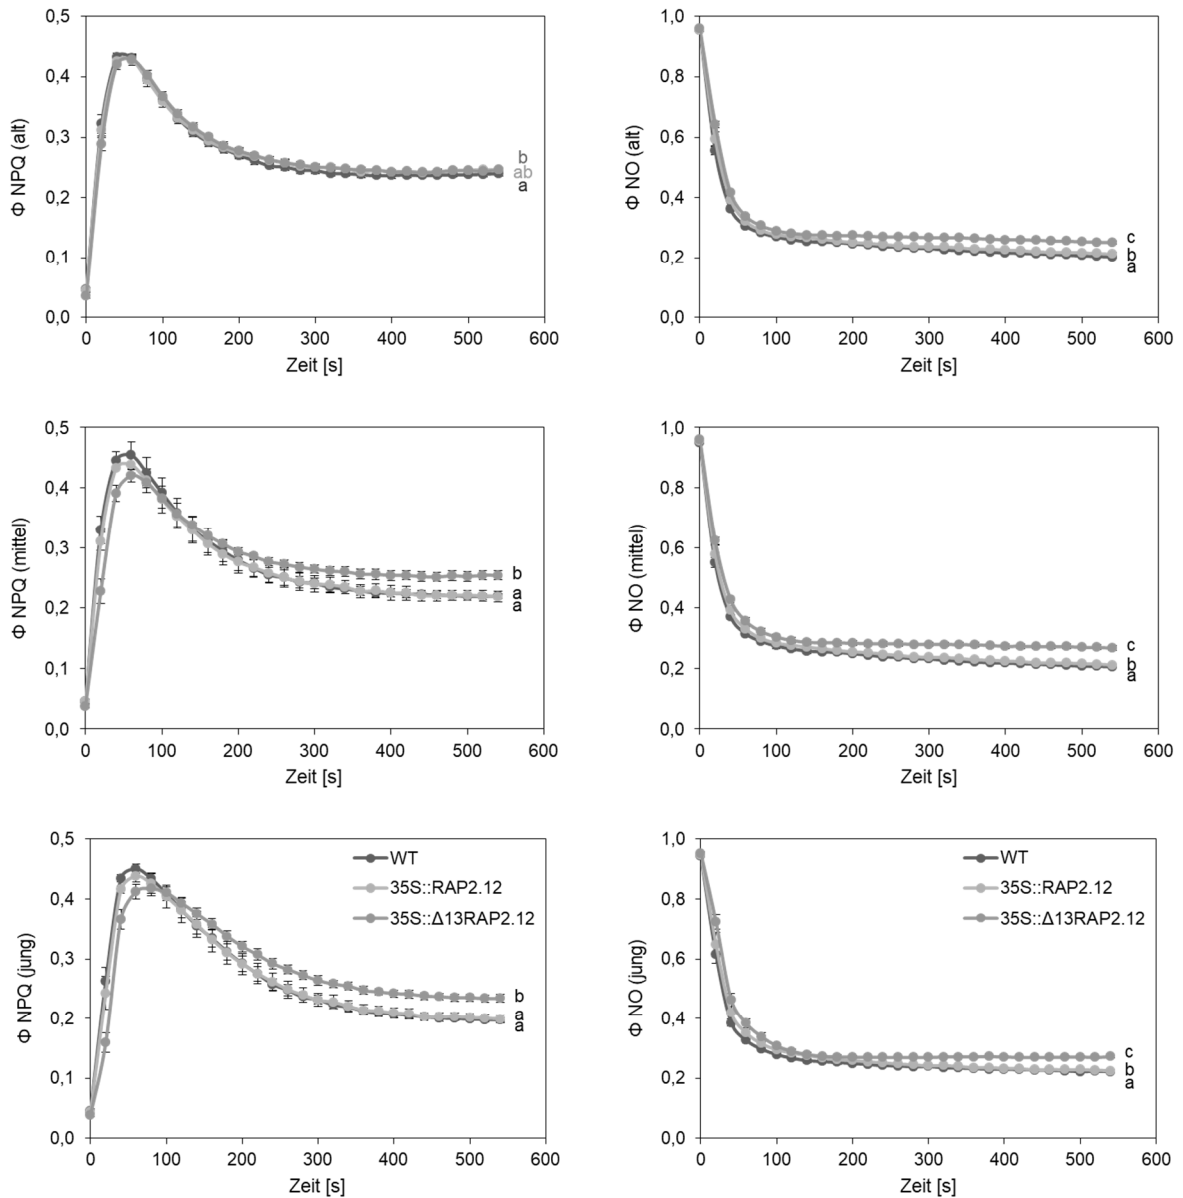 0,5
0,4
0,3
0,2
0,1
0,0
Φ NPQ (alt)
b
ab
a
0 100 200 300 400 500 600
Zeit [s]
1,0
0,8
0,6
0,4
0,2
0,0
Φ NO (alt)
c
b
a
0 100 200 300 400 500 600
Zeit [s]
0,5
0,4
0,3
0,2
0,1
0,0
Φ NPQ (mittel)
b
a
a
0 100 200 300 400 500 600
Zeit [s]
1,0
0,8
0,6
0,4
0,2
0,0
Φ NO (mittel)
c
b
a
0 100 200 300 400 500 600
Zeit [s]
0,5
0,4
0,3
0,2
0,1
0,0
Φ NPQ (jung)
WT
35S::RAP2.12
35S::Δ13RAP2.12
b
a
a
0 100 200 300 400 500 600
Zeit [s]
1,0
0,8
0,6
0,4
0,2
0,0
Φ NO (jung)
WT
35S::RAP2.12
35S::Δ13RAP2.12
c
b
a
0 100 200 300 400 500 600
Zeit [s]